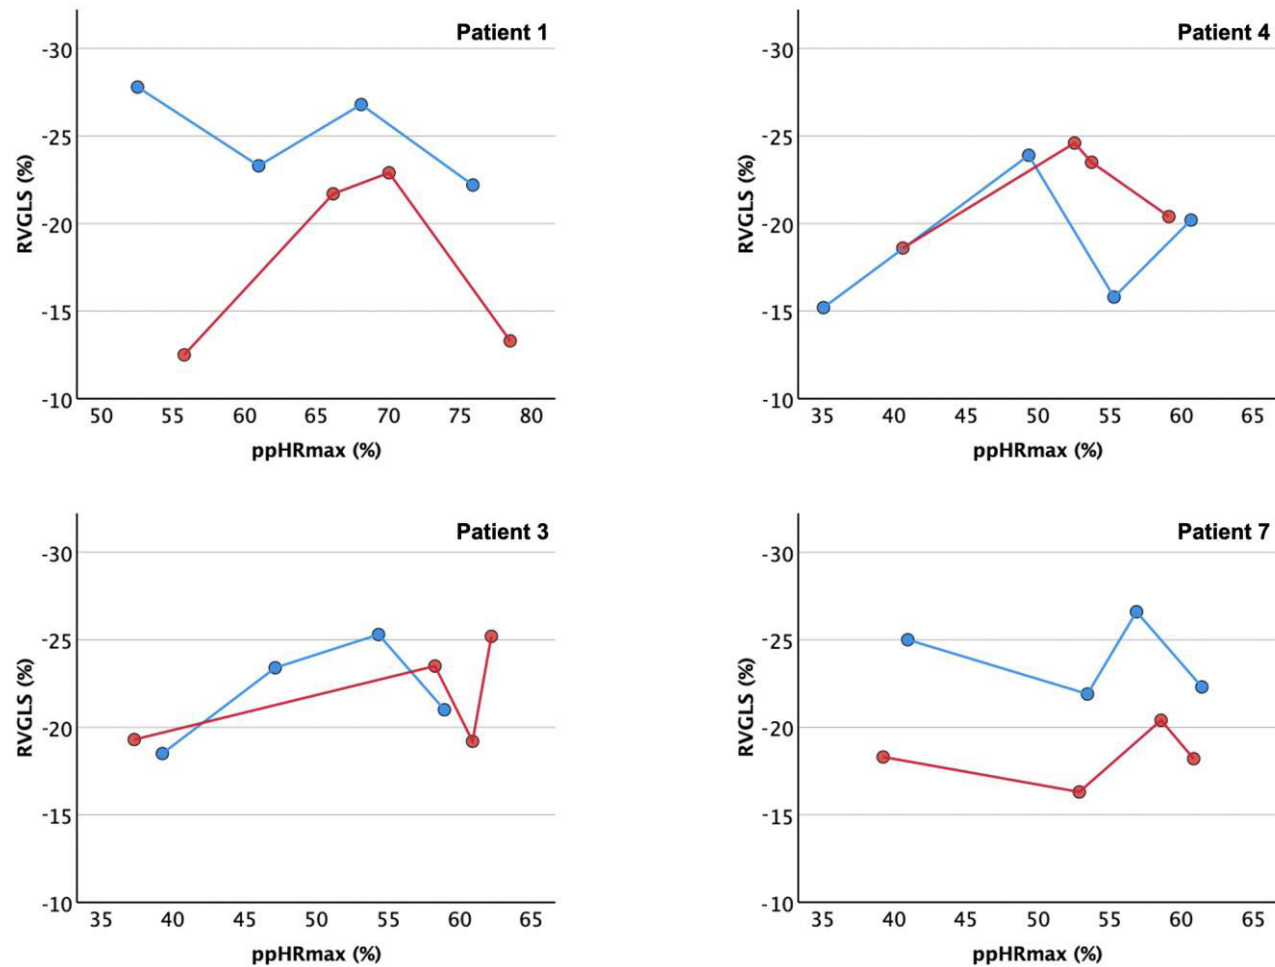 Patient 1
-30
-25
-20
-15
-10
RVGLS (%)
50 55 60 65 70 75 80
ppHRmax (%)
Patient 4
-30
-25
-20
-15
-10
RVGLS (%)
35 40 45 50 55 60 65
ppHRmax (%)
Patient 3
-30
-25
-20
-15
-10
RVGLS (%)
35 40 45 50 55 60 65
ppHRmax (%)
Patient 7
-30
-25
-20
-15
-10
RVGLS (%)
35 40 45 50 55 60 65
ppHRmax (%)